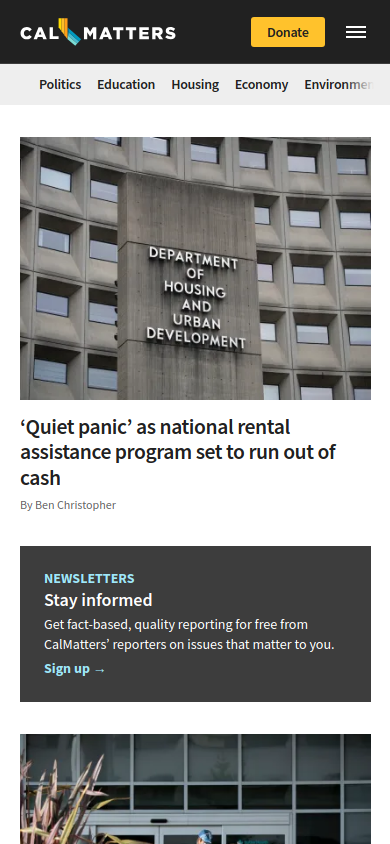 CAL MATTERS
Donate
Politics Education Housing Economy Environme
DEPARTMENT
OF
HOUSING
AND
URBAN
DEVELOPMENT
‘Quiet panic’ as national rental
assistance program set to run out of
cash
By Ben Christopher
NEWSLETTERS
Stay informed
Get fact-based, quality reporting for free from
CalMatters’ reporters on issues that matter to you.
Sign up →